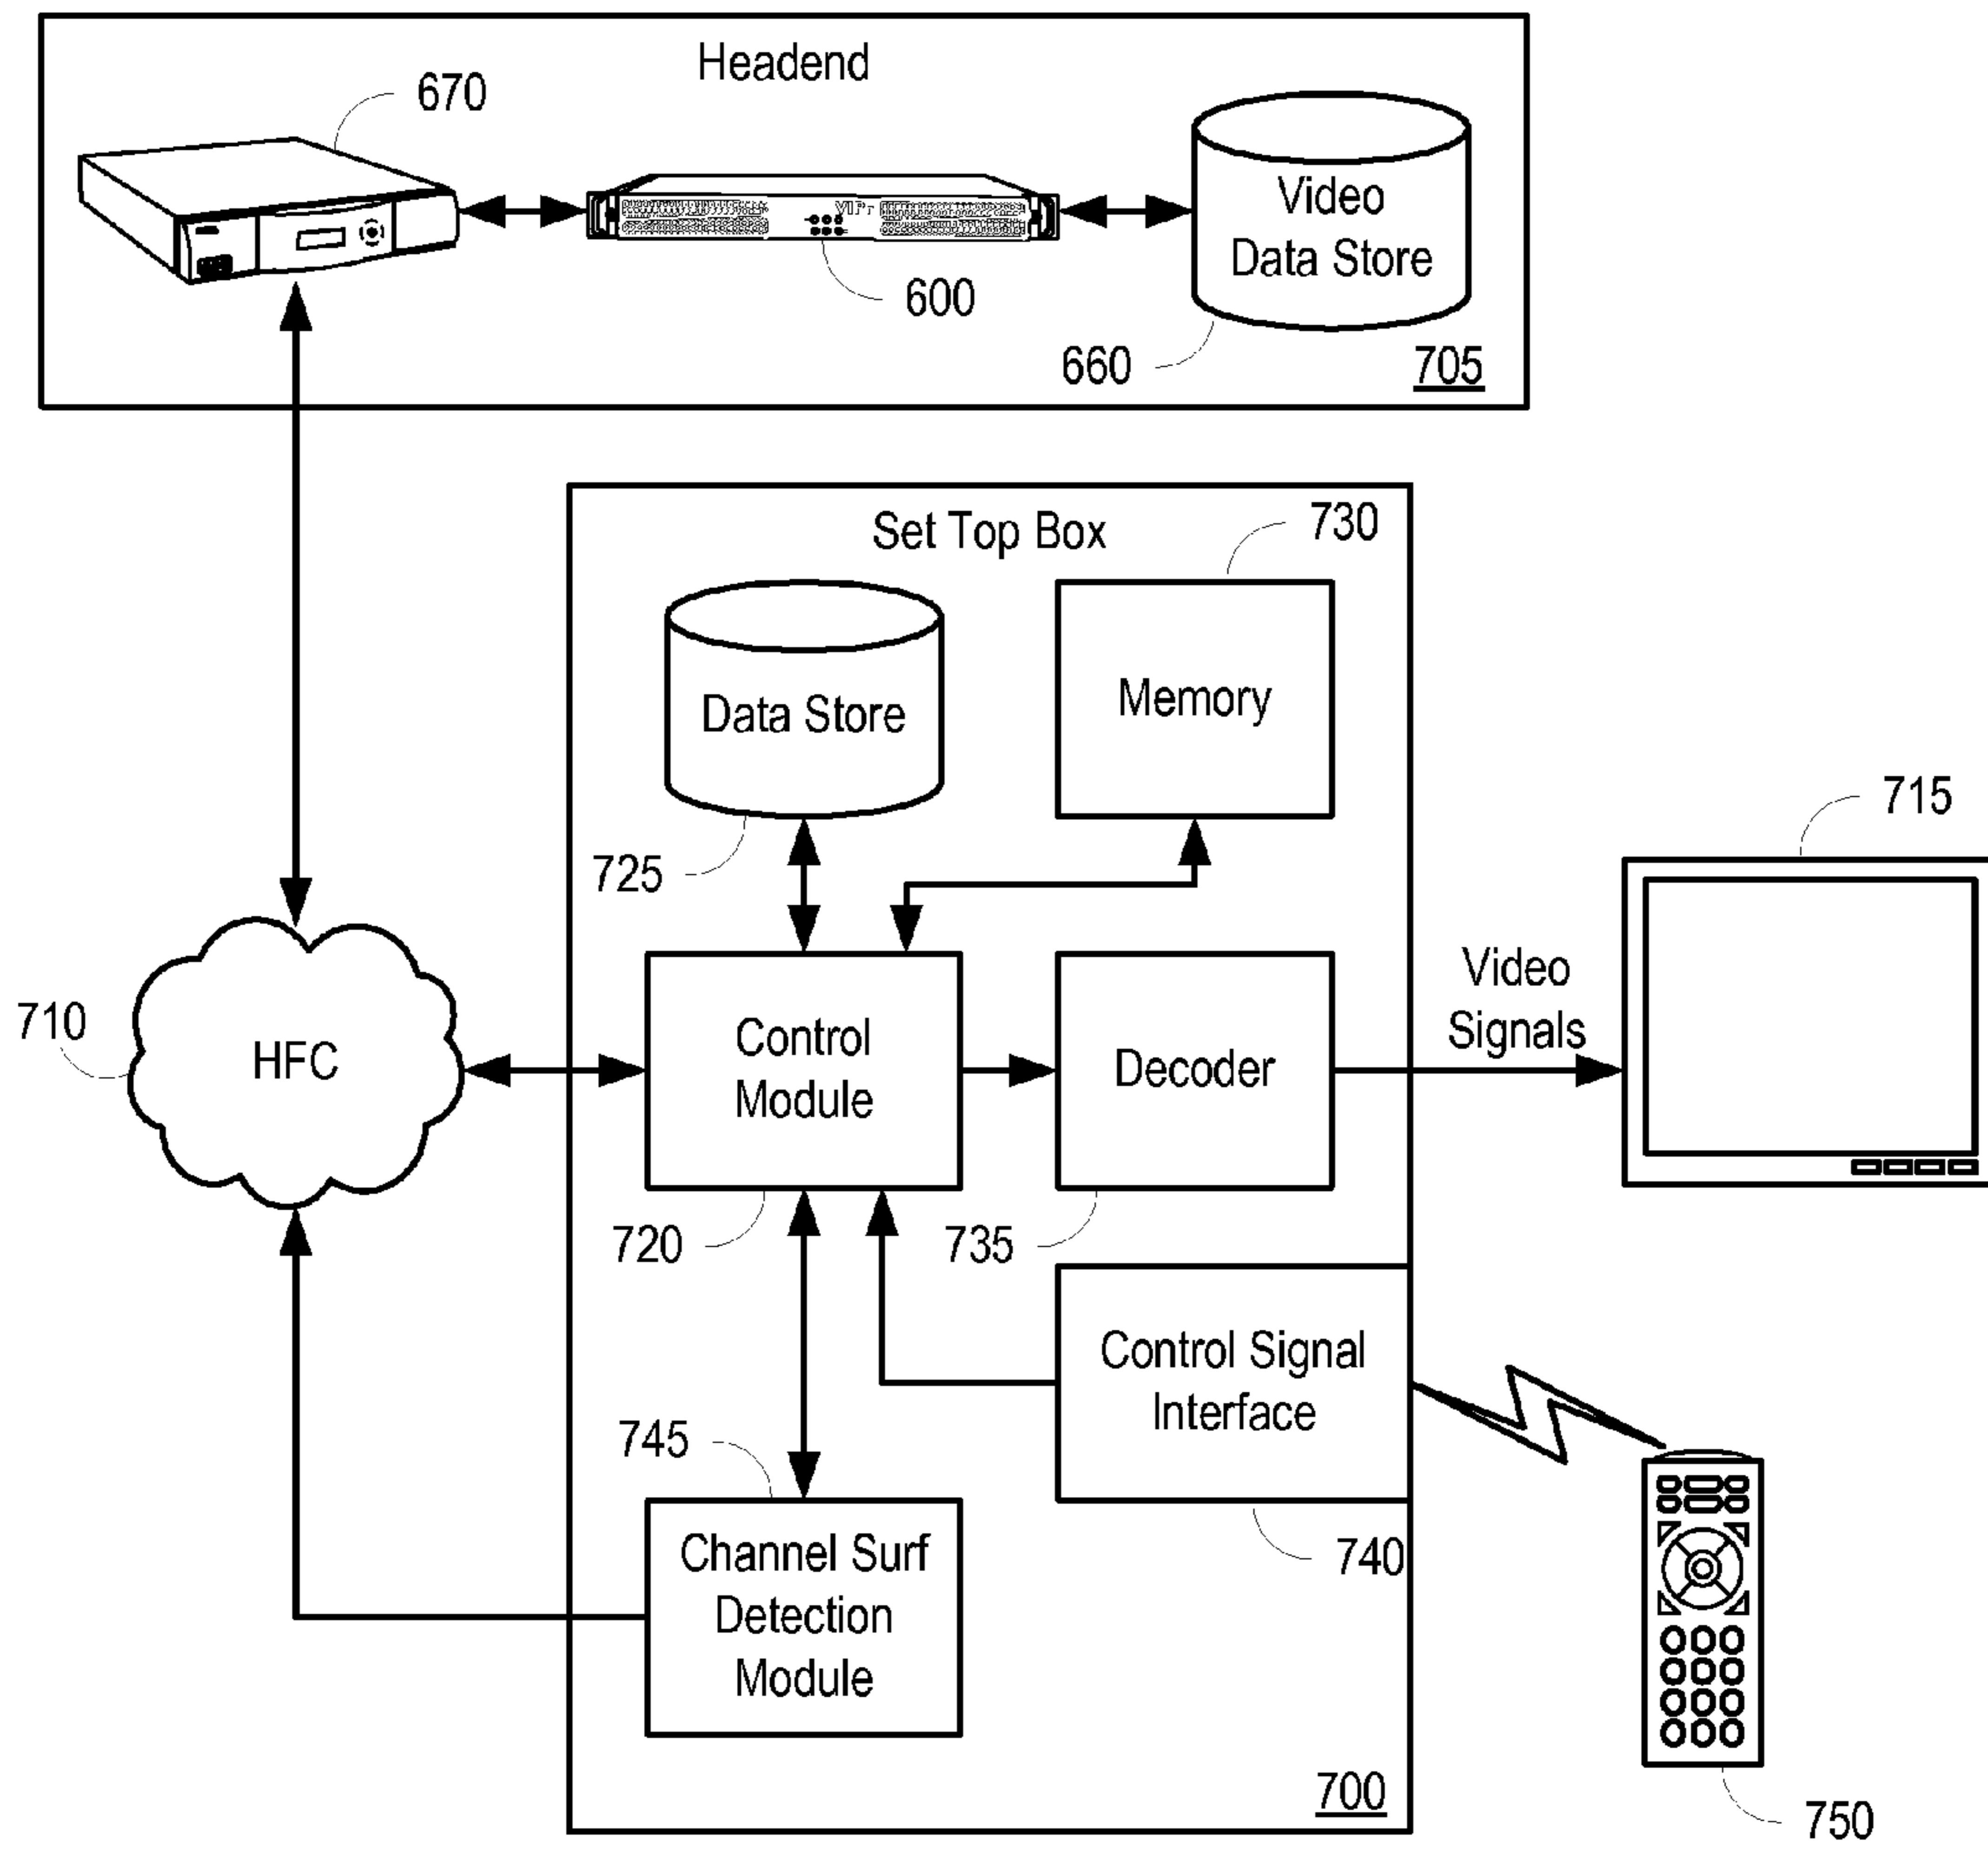 Headend
670
600
Video
Data Store
660
705
Set Top Box
730
Data Store
Memory
725
715
710
HFC
Control
Module
Decoder
Video
Signals
720
735
Control Signal
Interface
745
740
Channel Surf
Detection
Module
700
750